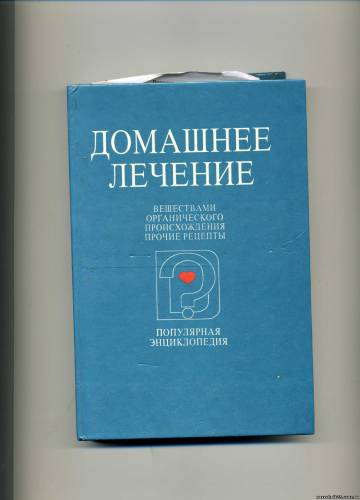 ДОМАШНЕЕ
ЛЕЧЕНИЕ
ВЕЩЕСТВАМИ
ОРГАНИЧЕСКОГО
ПРОИСХОЖДЕНИЯ
ПРОЧИЕ РЕЦЕПТЫ
ПОПУЛЯРНАЯ
ЭНЦИКЛОПЕДИЯ